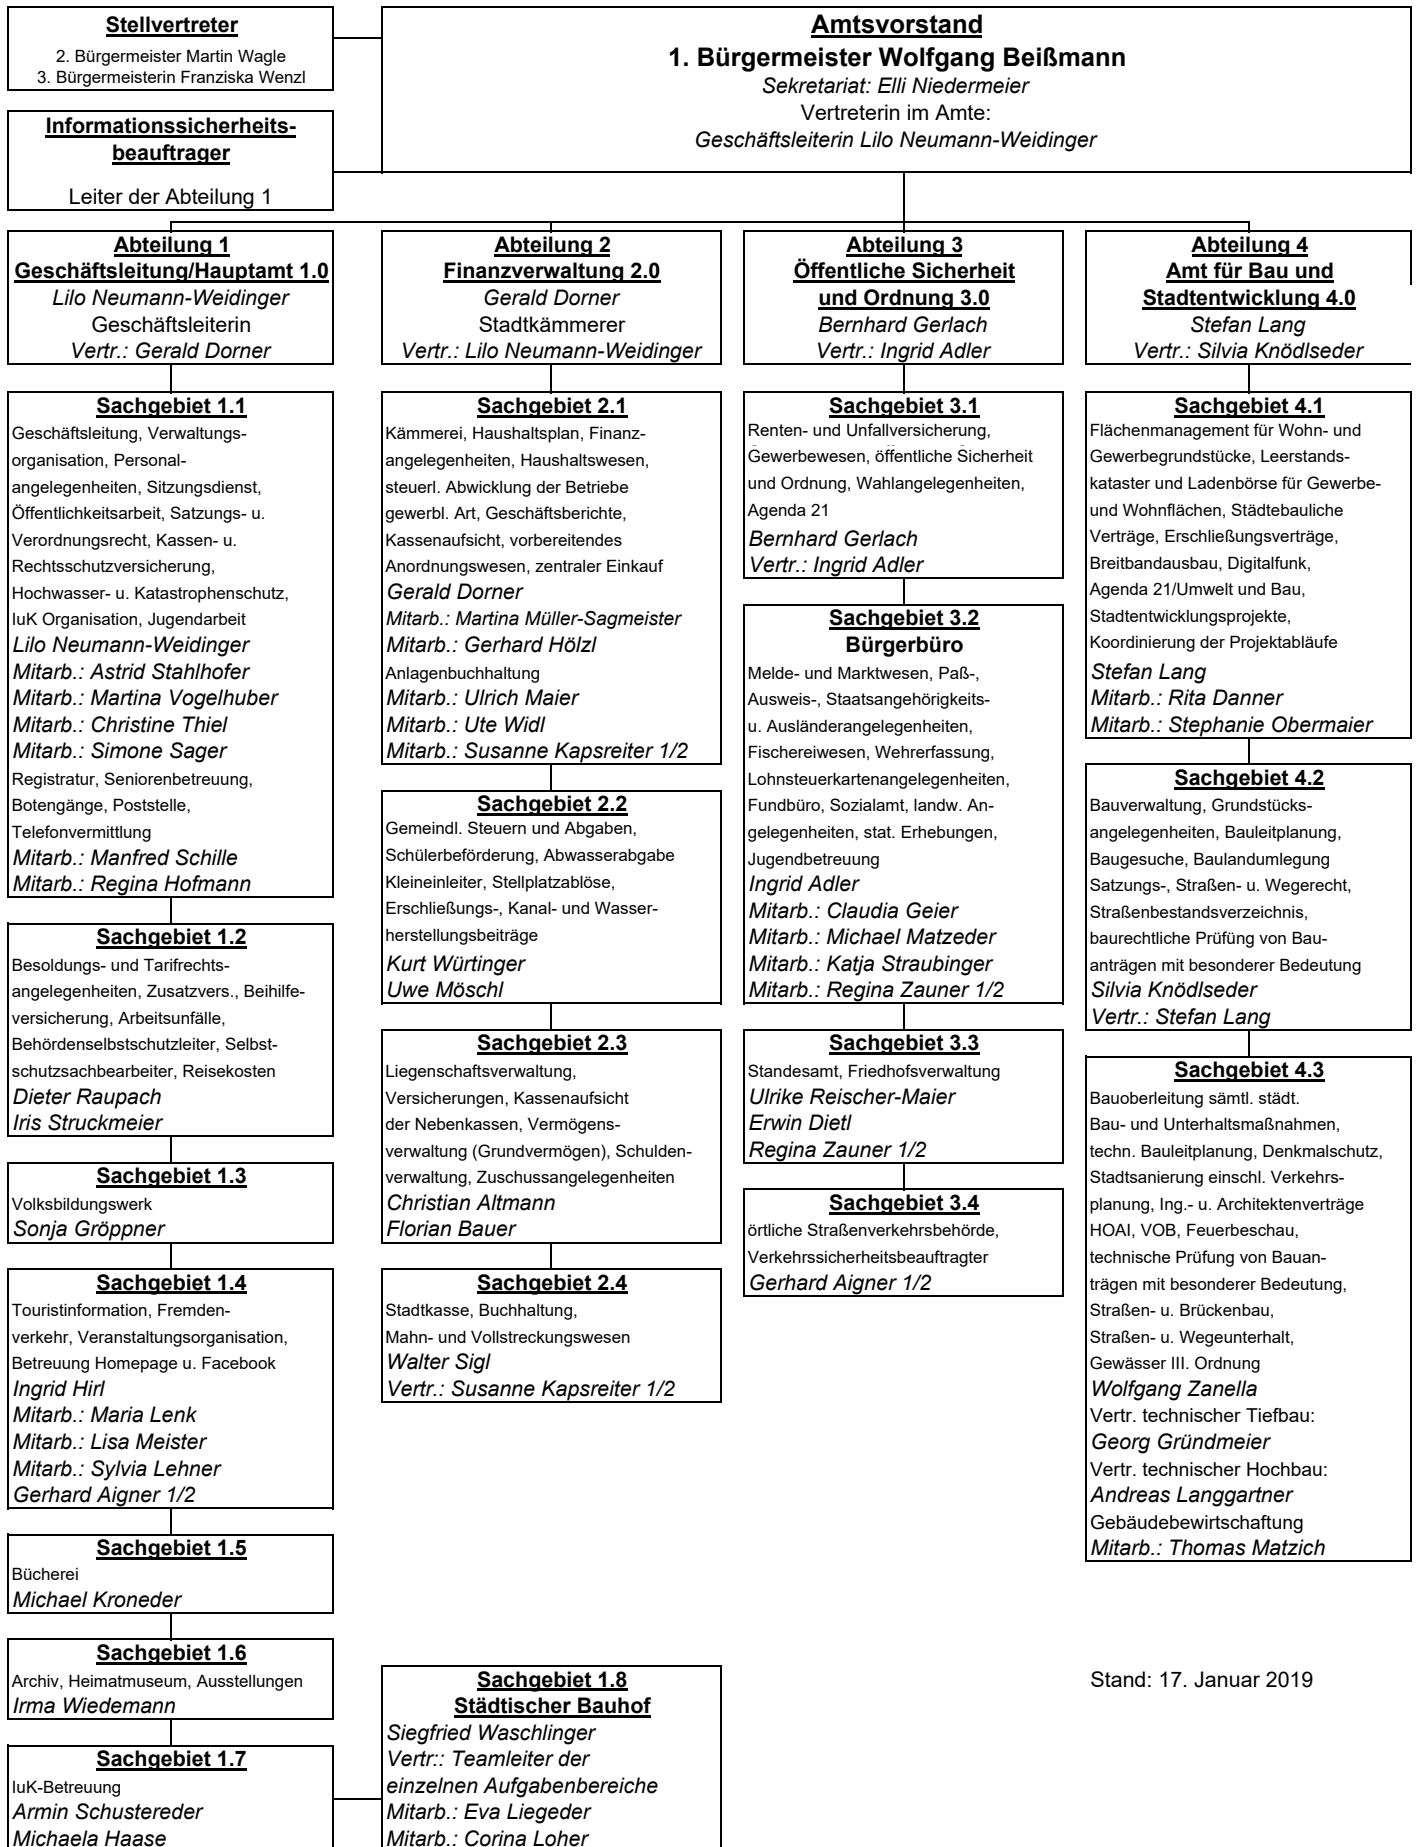 Stellvertreter
2. Bürgermeister Martin Wagle
3. Bürgermeisterin Franziska Wenzl
Amtsvorstand
1. Bürgermeister Wolfgang Beißmann
Sekretariat: Elli Niedermeier
Vertreterin im Amte:
Geschäftsleiterin Lilo Neumann-Weidinger
Informationssicherheits-
beauftrager
Leiter der Abteilung 1
Abteilung 1
Geschäftsleitung/Hauptamt 1.0
Lilo Neumann-Weidinger
Geschäftsleiterin
Vertr.: Gerald Dorner
Sachgebiet 1.1
Geschäftsleitung, Verwaltungs-
organisation, Personal-
angelegenheiten, Sitzungsdienst,
Öffentlichkeitsarbeit, Satzungs- u.
Verordnungsrecht, Kassen- u.
Rechtsschutzversicherung,
Hochwasser- u. Katastrophenschutz,
IuK Organisation, Jugendarbeit
Lilo Neumann-Weidinger
Mitarb.: Astrid Stahlhofer
Mitarb.: Martina Vogelhuber
Mitarb.: Christine Thiel
Mitarb.: Simone Sager
Registratur, Seniorenbetreuung,
Botengänge, Poststelle,
Telefonvermittlung
Mitarb.: Manfred Schille
Mitarb.: Regina Hofmann
Sachgebiet 1.2
Besoldungs- und Tarifrechts-
angelegenheiten, Zusatzvers., Beihilfe-
versicherung, Arbeitsunfälle,
Behördenselbstschutzleiter, Selbst-
schutzsachbearbeiter, Reisekosten
Dieter Raupach
Iris Struckmeier
Sachgebiet 1.3
Volksbildungswerk
Sonja Gröppner
Sachgebiet 1.4
Touristinformation, Fremden-
verkehr, Veranstaltungsorganisation,
Betreuung Homepage u. Facebook
Ingrid Hirl
Mitarb.: Maria Lenk
Mitarb.: Lisa Meister
Mitarb.: Sylvia Lehner
Gerhard Aigner 1/2
Sachgebiet 1.5
Bücherei
Michael Kroneder
Sachgebiet 1.6
Archiv, Heimatmuseum, Ausstellungen
Irma Wiedemann
Sachgebiet 1.7
IuK-Betreuung
Armin Schustereder
Michaela Haase
Abteilung 2
Finanzverwaltung 2.0
Gerald Dorner
Stadtkämmerer
Vertr.: Lilo Neumann-Weidinger
Sachgebiet 2.1
Kämmerei, Haushaltsplan, Finanz-
angelegenheiten, Haushaltswesen,
steuerl. Abwicklung der Betriebe
gewerbl. Art, Geschäftsberichte,
Kassenaufsicht, vorbereitendes
Anordnungswesen, zentraler Einkauf
Gerald Dorner
Mitarb.: Martina Müller-Sagmeister
Mitarb.: Gerhard Hölzl
Anlagenbuchhaltung
Mitarb.: Ulrich Maier
Mitarb.: Ute Widl
Mitarb.: Susanne Kapsreiter 1/2
Sachgebiet 2.2
Gemeindl. Steuern und Abgaben,
Schülerbeförderung, Abwasserabgabe
Kleineinleiter, Stellplatzablöse,
Erschließungs-, Kanal- und Wasser-
herstellungsbeiträge
Kurt Würtinger
Uwe Möschl
Sachgebiet 2.3
Liegenschaftsverwaltung,
Versicherungen, Kassenaufsicht
der Nebenkassen, Vermögens-
verwaltung (Grundvermögen), Schulden-
verwaltung, Zuschussangelegenheiten
Christian Altmann
Florian Bauer
Sachgebiet 2.4
Stadtkasse, Buchhaltung,
Mahn- und Vollstreckungswesen
Walter Sigl
Vertr.: Susanne Kapsreiter 1/2
Sachgebiet 1.8
Städtischer Bauhof
Siegfried Waschlinger
Vertr:: Teamleiter der
einzelnen Aufgabenbereiche
Mitarb.: Eva Liegeder
Mitarb.: Corina Loher
Abteilung 3
Öffentliche Sicherheit
und Ordnung 3.0
Bernhard Gerlach
Vertr.: Ingrid Adler
Sachgebiet 3.1
Renten- und Unfallversicherung,
Gewerbewesen, öffentliche Sicherheit
und Ordnung, Wahlangelegenheiten,
Agenda 21
Bernhard Gerlach
Vertr.: Ingrid Adler
Sachgebiet 3.2
Bürgerbüro
Melde- und Marktwesen, Paß-,
Ausweis-, Staatsangehörigkeits-
u. Ausländerangelegenheiten,
Fischereiwesen, Wehrerfassung,
Lohnsteuerkartenangelegenheiten,
Fundbüro, Sozialamt, landw. An-
gelegenheiten, stat. Erhebungen,
Jugendbetreuung
Ingrid Adler
Mitarb.: Claudia Geier
Mitarb.: Michael Matzeder
Mitarb.: Katja Straubinger
Mitarb.: Regina Zauner 1/2
Sachgebiet 3.3
Standesamt, Friedhofsverwaltung
Ulrike Reischer-Maier
Erwin Dietl
Regina Zauner 1/2
Sachgebiet 3.4
örtliche Straßenverkehrsbehörde,
Verkehrssicherheitsbeauftragter
Gerhard Aigner 1/2
Abteilung 4
Amt für Bau und
Stadtentwicklung 4.0
Stefan Lang
Vertr.: Silvia Knödlseder
Sachgebiet 4.1
Flächenmanagement für Wohn- und
Gewerbegrundstücke, Leerstands-
kataster und Ladenbörse für Gewerbe-
und Wohnflächen, Städtebauliche
Verträge, Erschließungsverträge,
Breitbandausbau, Digitalfunk,
Agenda 21/Umwelt und Bau,
Stadtentwicklungsprojekte,
Koordinierung der Projektabläufe
Stefan Lang
Mitarb.: Rita Danner
Mitarb.: Stephanie Obermaier
Sachgebiet 4.2
Bauverwaltung, Grundstücks-
angelegenheiten, Bauleitplanung,
Baugesuche, Baulandumlegung
Satzungs-, Straßen- u. Wegerecht,
Straßenbestandsverzeichnis,
baurechtliche Prüfung von Bau-
anträgen mit besonderer Bedeutung
Silvia Knödlseder
Vertr.: Stefan Lang
Sachgebiet 4.3
Bauoberleitung sämtl. städt.
Bau- und Unterhaltsmaßnahmen,
techn. Bauleitplanung, Denkmalschutz,
Stadtsanierung einschl. Verkehrs-
planung, Ing.- u. Architektenverträge
HOAI, VOB, Feuerbeschau,
technische Prüfung von Bauan-
trägen mit besonderer Bedeutung,
Straßen- u. Brückenbau,
Straßen- u. Wegeunterhalt,
Gewässer III. Ordnung
Wolfgang Zanella
Vertr. technischer Tiefbau:
Georg Gründmeier
Vertr. technischer Hochbau:
Andreas Langgartner
Gebäudebewirtschaftung
Mitarb.: Thomas Matzich
Stand: 17. Januar 2019